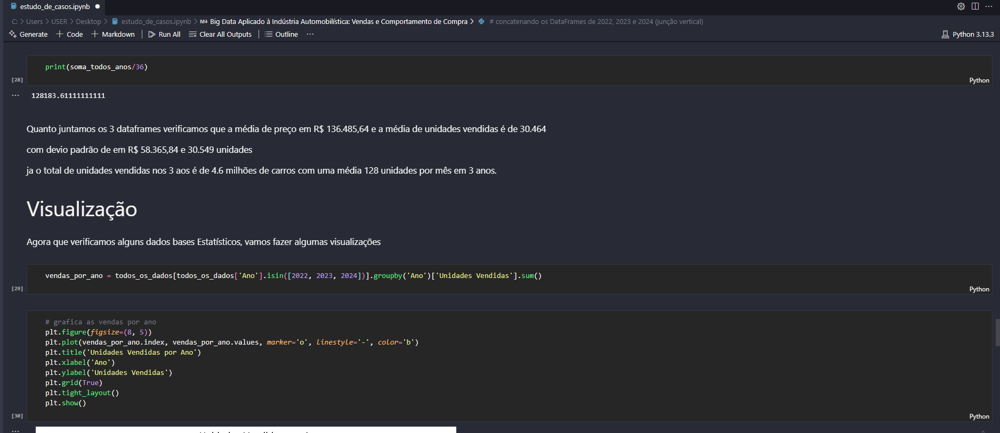 estudo_de_casos.ipynb
C: > Users > USER > Desktop > estudo_de_casos.ipynb > M↓ Big Data Aplicado à Indústria Automobilística: Vendas e Comportamento de Compra > # concatenando os DataFrames de 2022, 2023 e 2024 (junção vertical)
Generate + Code + Markdown | Run All Clear All Outputs | Outline ... Python 3.13.3
print(soma_todos_anos/36)
[28] Python
... 128183.61111111111
Quanto juntamos os 3 dataframes verificamos que a média de preço em R$ 136.485,64 e a média de unidades vendidas é de 30.464
com devio padrão de em R$ 58.365,84 e 30.549 unidades
ja o total de unidades vendidas nos 3 aos é de 4.6 milhões de carros com uma média 128 unidades por mês em 3 anos.
Visualização
Agora que verificamos alguns dados bases Estatísticos, vamos fazer algumas visualizações
vendas_por_ano = todos_os_dados[todos_os_dados['Ano'].isin([2022, 2023, 2024])].groupby('Ano')['Unidades Vendidas'].sum()
[29] Python
# grafica as vendas por ano
plt.figure(figsize=(8, 5))
plt.plot(vendas_por_ano.index, vendas_por_ano.values, marker='o', linestyle='-', color='b')
plt.title('Unidades Vendidas por Ano')
plt.xlabel('Ano')
plt.ylabel('Unidades Vendidas')
plt.grid(True)
plt.tight_layout()
plt.show()
[30] Python
...